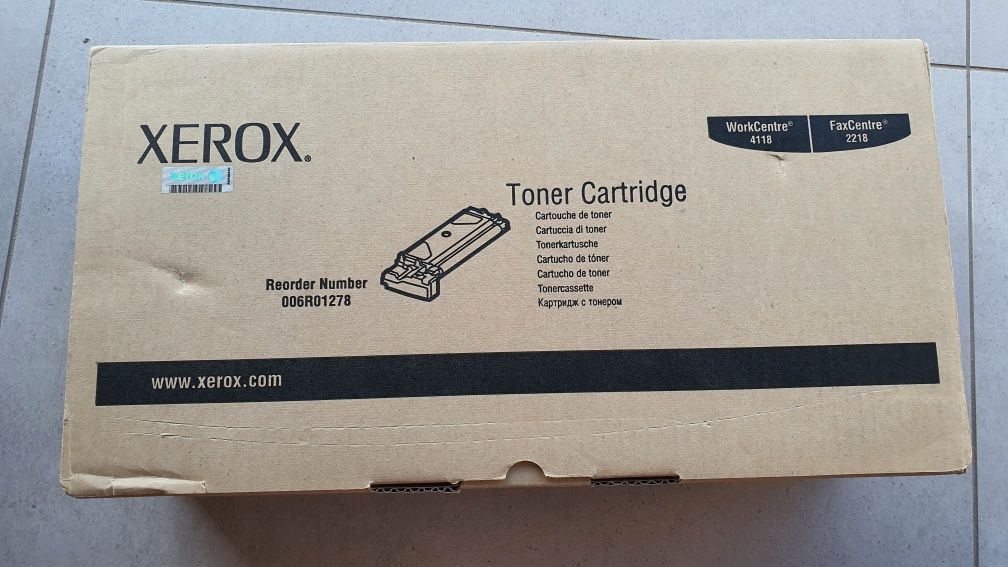 XEROX.
xerox
WorkCentre®
4118
FaxCentre®
2218
Toner Cartridge
Cartouche de toner
Cartuccia di toner
Tonerkartusche
Cartucho de tóner
Cartucho de toner
Tonercassette
Картридж с тонером
Reorder Number
006R01278
www.xerox.com